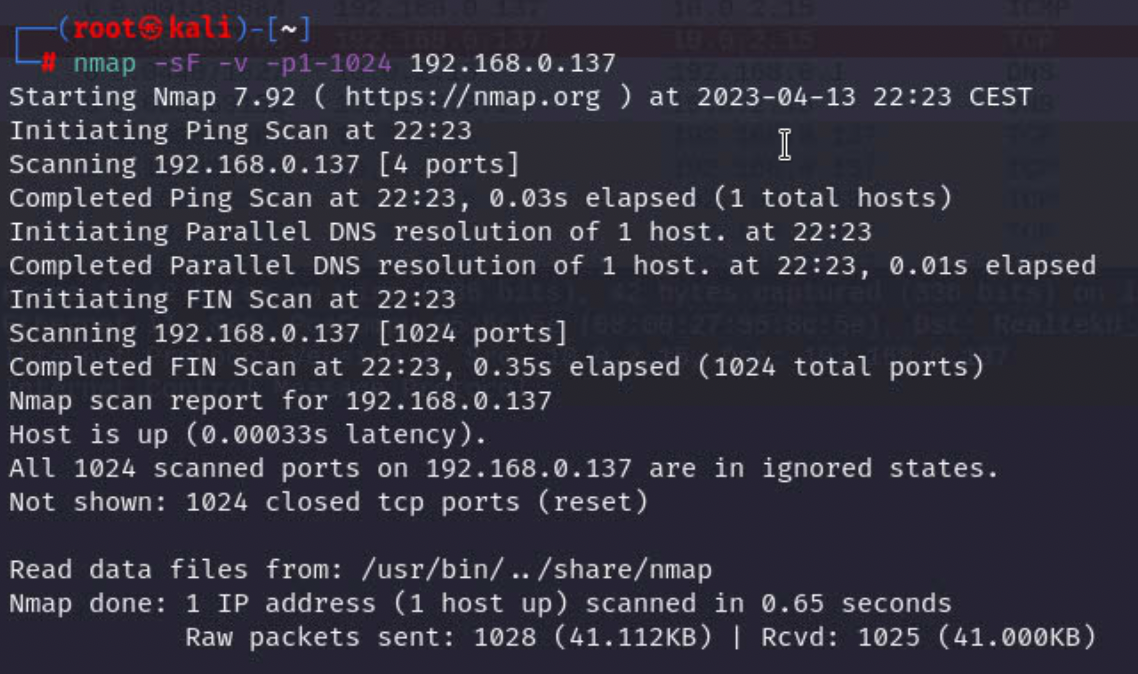 ┌──(root㉿kali)-[~]
└─# nmap -sF -v -p1-1024 192.168.0.137
Starting Nmap 7.92 ( https://nmap.org ) at 2023-04-13 22:23 CEST
Initiating Ping Scan at 22:23
Scanning 192.168.0.137 [4 ports]
Completed Ping Scan at 22:23, 0.03s elapsed (1 total hosts)
Initiating Parallel DNS resolution of 1 host. at 22:23
Completed Parallel DNS resolution of 1 host. at 22:23, 0.01s elapsed
Initiating FIN Scan at 22:23
Scanning 192.168.0.137 [1024 ports]
Completed FIN Scan at 22:23, 0.35s elapsed (1024 total ports)
Nmap scan report for 192.168.0.137
Host is up (0.00033s latency).
All 1024 scanned ports on 192.168.0.137 are in ignored states.
Not shown: 1024 closed tcp ports (reset)
Read data files from: /usr/bin/../share/nmap
Nmap done: 1 IP address (1 host up) scanned in 0.65 seconds
Raw packets sent: 1028 (41.112KB) | Rcvd: 1025 (41.000KB)